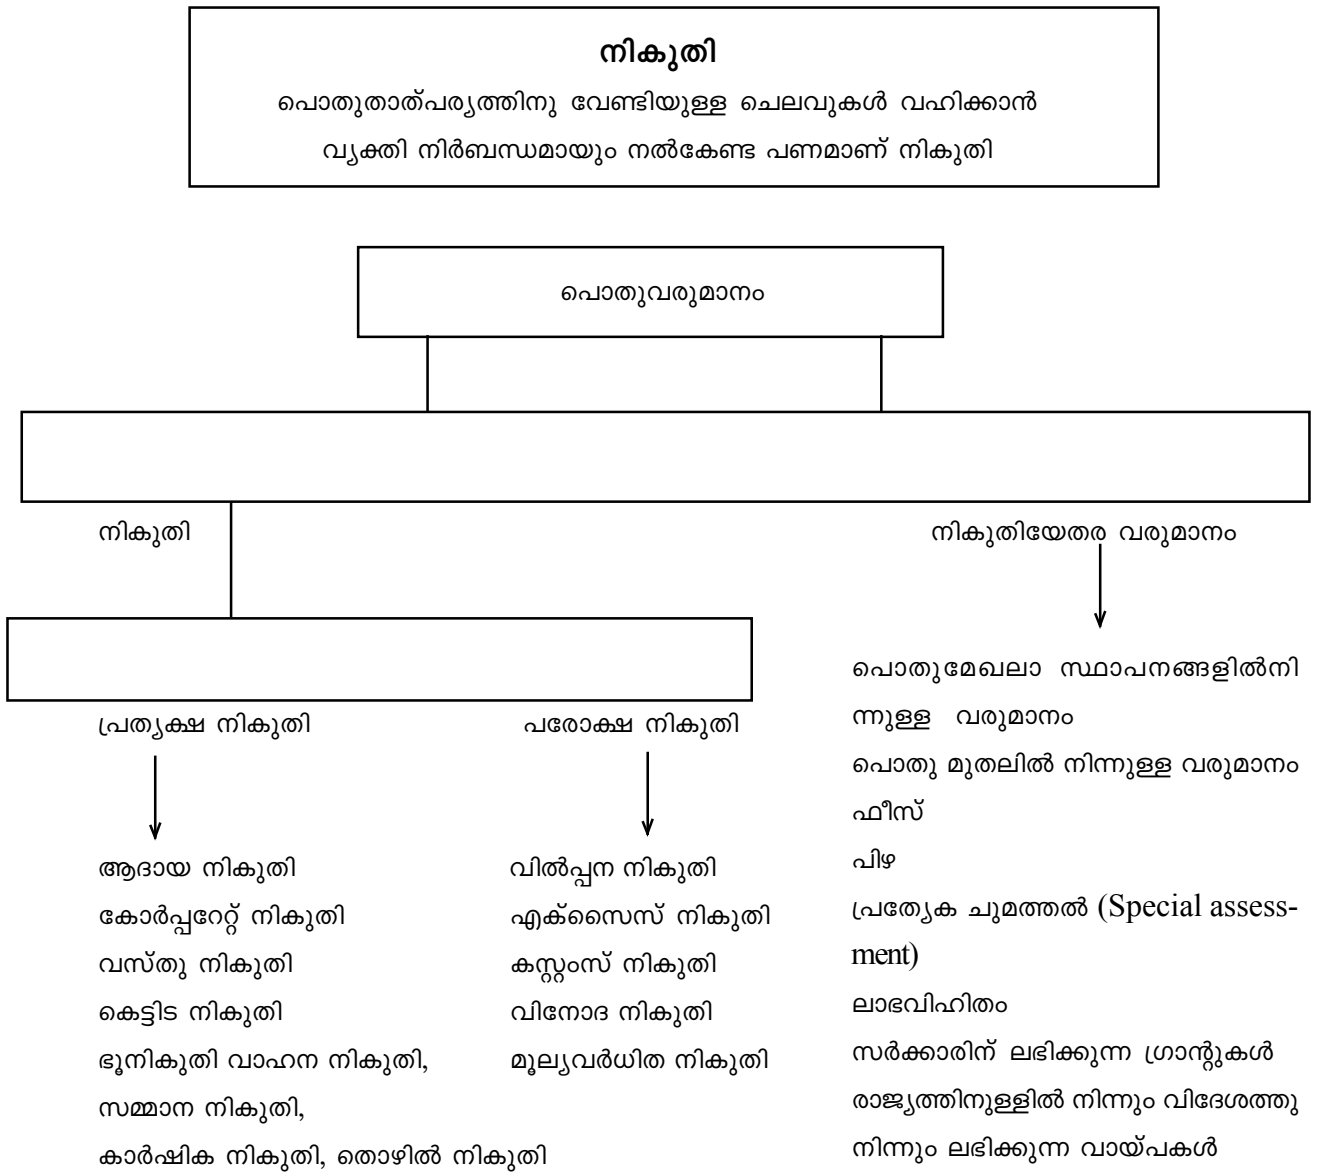 നികുതി
പൊതുതാത്പര്യത്തിനു വേണ്ടിയുള്ള ചെലവുകൾ വഹിക്കാൻ
വ്യക്തി നിർബന്ധമായും നൽകേണ്ട പണമാണ് നികുതി
പൊതുവരുമാനം
നികുതി
നികുതിയേതര വരുമാനം
പ്രത്യക്ഷ നികുതി
ആദായ നികുതി
കോർപ്പറേറ്റ് നികുതി
വസ്തു നികുതി
കെട്ടിട നികുതി
ഭൂനികുതി വാഹന നികുതി,
സമ്മാന നികുതി,
കാർഷിക നികുതി, തൊഴിൽ നികുതി
പരോക്ഷ നികുതി
വിൽപ്പന നികുതി
എക്സൈസ് നികുതി
കസ്റ്റംസ് നികുതി
വിനോദ നികുതി
മൂല്യവർധിത നികുതി
പൊതുമേഖലാ സ്ഥാപനങ്ങളിൽനി
ന്നുള്ള വരുമാനം
പൊതു മുതലിൽ നിന്നുള്ള വരുമാനം
ഫീസ്
പിഴ
പ്രത്യേക ചുമത്തൽ (Special assess-
ment)
ലാഭവിഹിതം
സർക്കാരിന് ലഭിക്കുന്ന ഗ്രാന്റുകൾ
രാജ്യത്തിനുള്ളിൽ നിന്നും വിദേശത്തു
നിന്നും ലഭിക്കുന്ന വായ്പകൾ